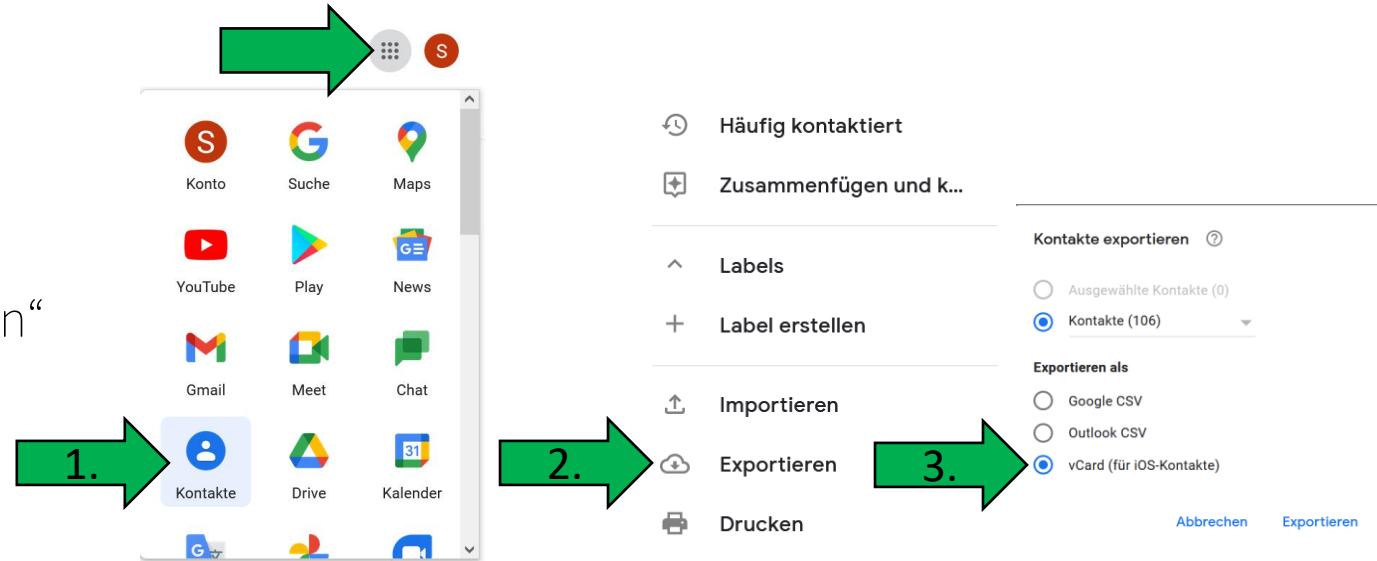 S
S
Konto
Suche
Maps
YouTube
Play
News
n“
Gmail
Meet
Chat
1.
31
Kontakte
Drive
Kalender
G
Häufig kontaktiert
Zusammenfügen und k...
Labels
Label erstellen
Importieren
2.
Exportieren
Drucken
Kontakte exportieren ?
Ausgewählte Kontakte (0)
Kontakte (106)
Exportieren als
Google CSV
Outlook CSV
3.
vCard (für iOS-Kontakte)
Abbrechen Exportieren